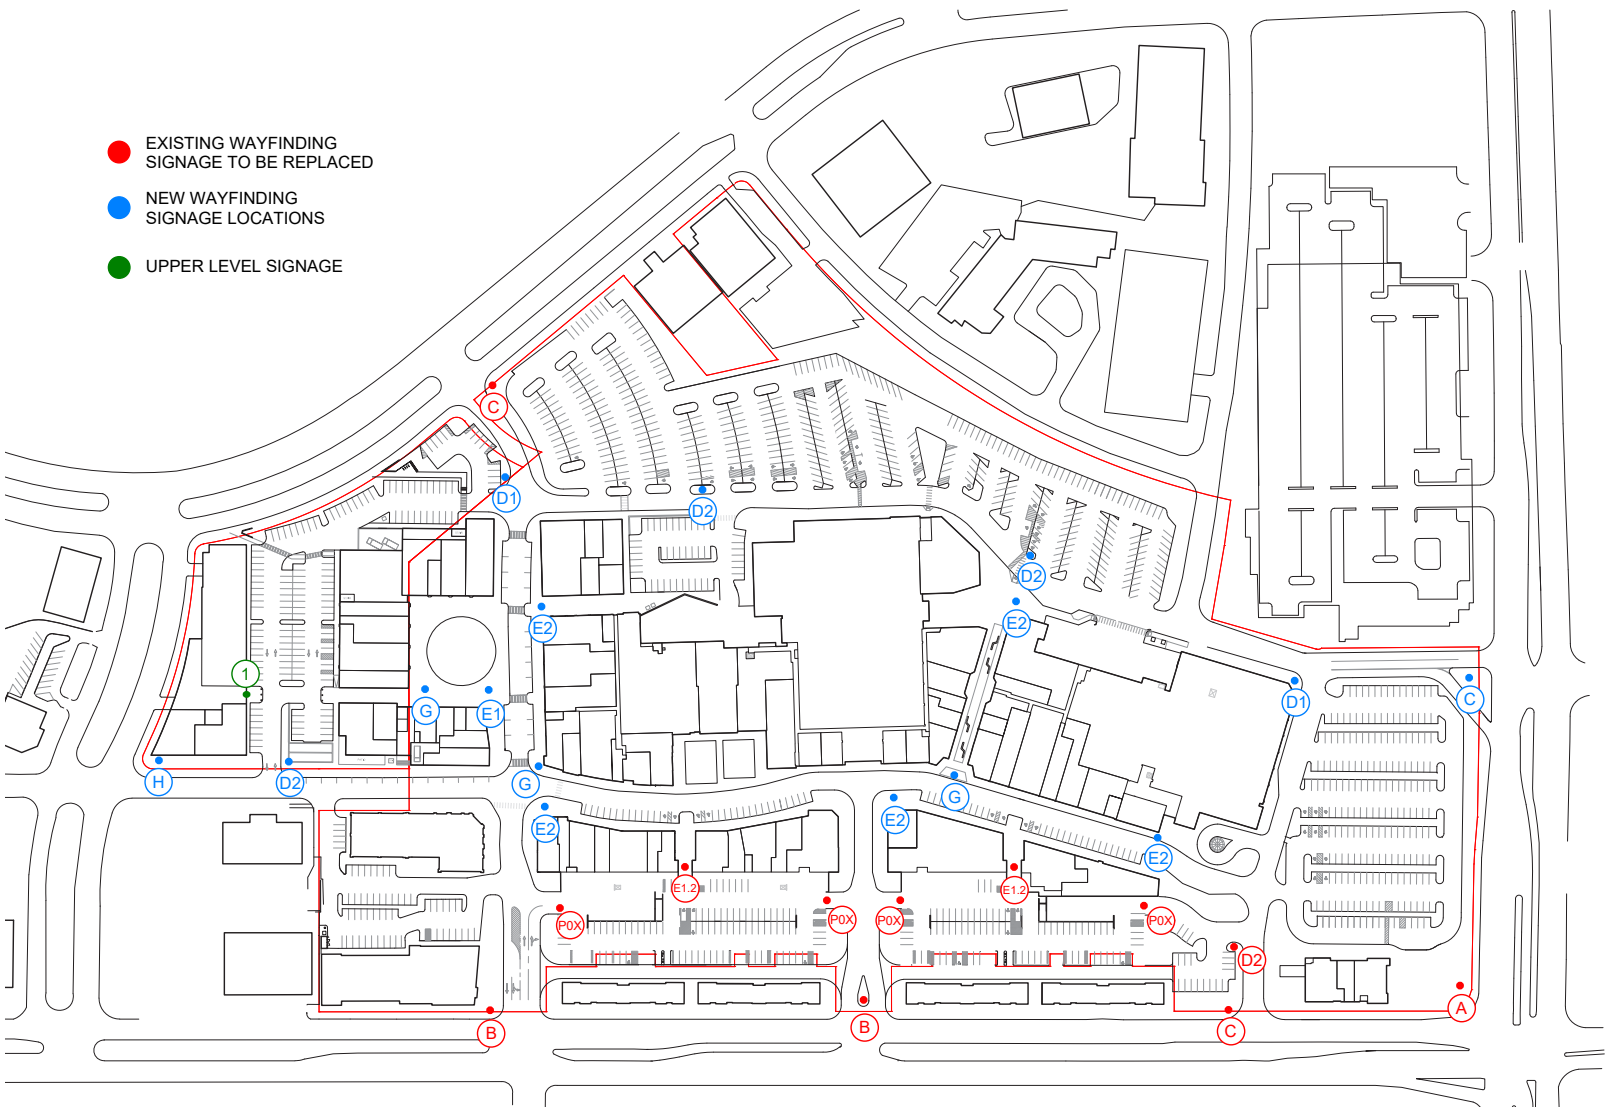 EXISTING WAYFINDING
SIGNAGE TO BE REPLACED
NEW WAYFINDING
SIGNAGE LOCATIONS
UPPER LEVEL SIGNAGE
C
D1
D2
D2
E2
E2
1
G
E1
D1
C
H
D2
G
G
E2
E2
E2
E1.2
E1.2
P0X
P0X
P0X
P0X
D2
B
B
C
A